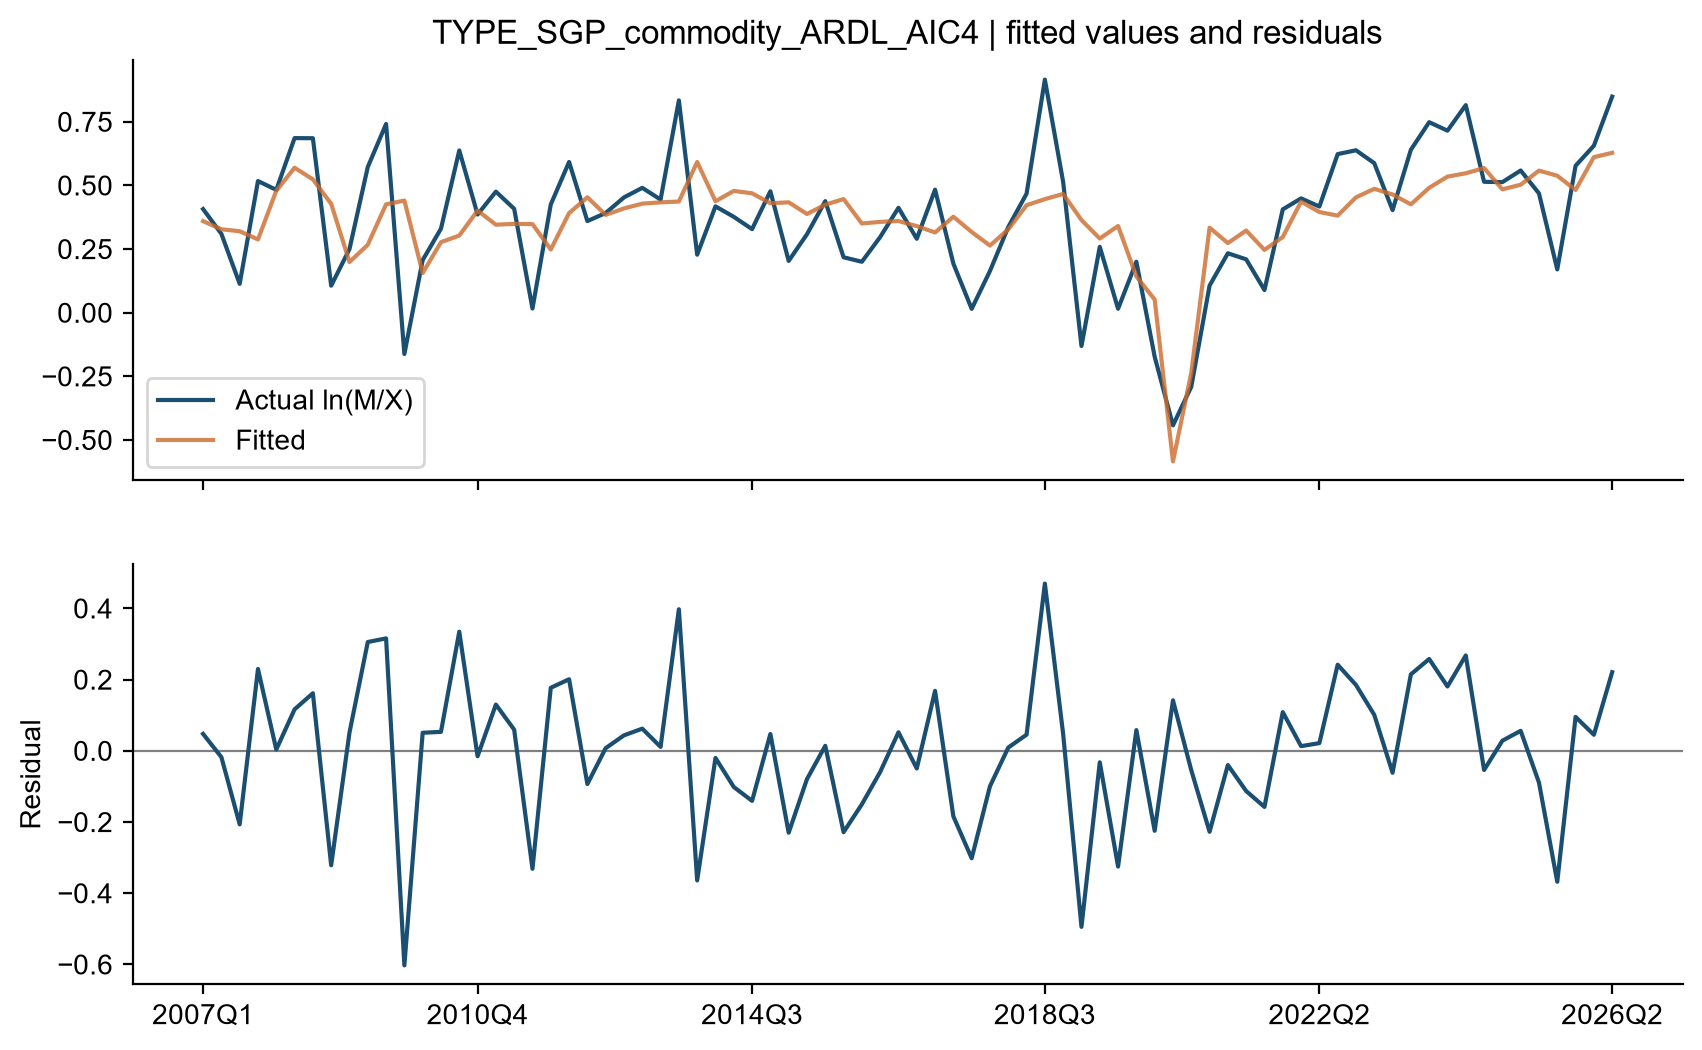 TYPE_SGP_commodity_ARDL_AIC4 | fitted values and residuals
0.75
0.50
0.25
0.00
−0.25
−0.50
Actual ln(M/X)
Fitted
0.4
0.2
0.0
−0.2
−0.4
−0.6
Residual
2007Q1 2010Q4 2014Q3 2018Q3 2022Q2 2026Q2